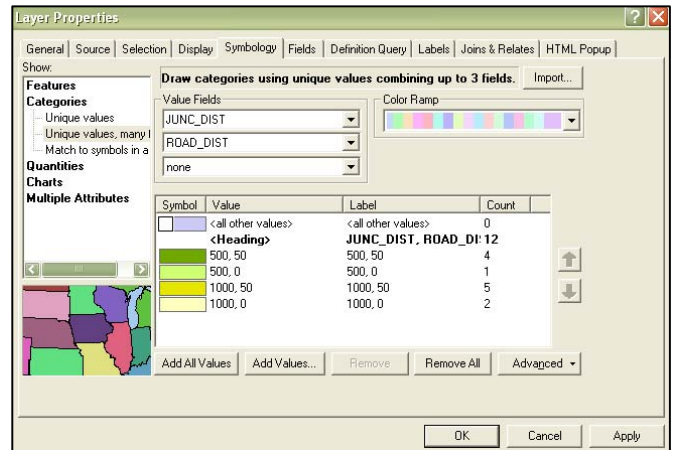 Layer Properties
General Source Selection Display Symbology Fields Definition Query Labels Joins & Relates HTML Popup
Show:
Features
Categories
Unique values
Unique values, many
Match to symbols in a
Quantities
Charts
Multiple Attributes
Draw categories using unique values combining up to 3 fields.
Import...
Value Fields
JUNC_DIST
ROAD_DIST
none
Color Ramp
Symbol Value Label Count
<all other values> <all other values> 0
<Heading> JUNC_DIST, ROAD_DI 12
500, 50 500, 50 4
500, 0 500, 0 1
1000, 50 1000, 50 5
1000, 0 1000, 0 2
Add All Values Add Values... Remove Remove All Advanced
OK Cancel Apply